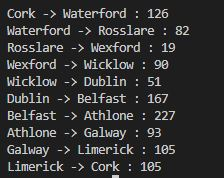 Cork -> Waterford : 126
Waterford -> Rosslare : 82
Rosslare -> Wexford : 19
Wexford -> Wicklow : 90
Wicklow -> Dublin : 51
Dublin -> Belfast : 167
Belfast -> Athlone : 227
Athlone -> Galway : 93
Galway -> Limerick : 105
Limerick -> Cork : 105